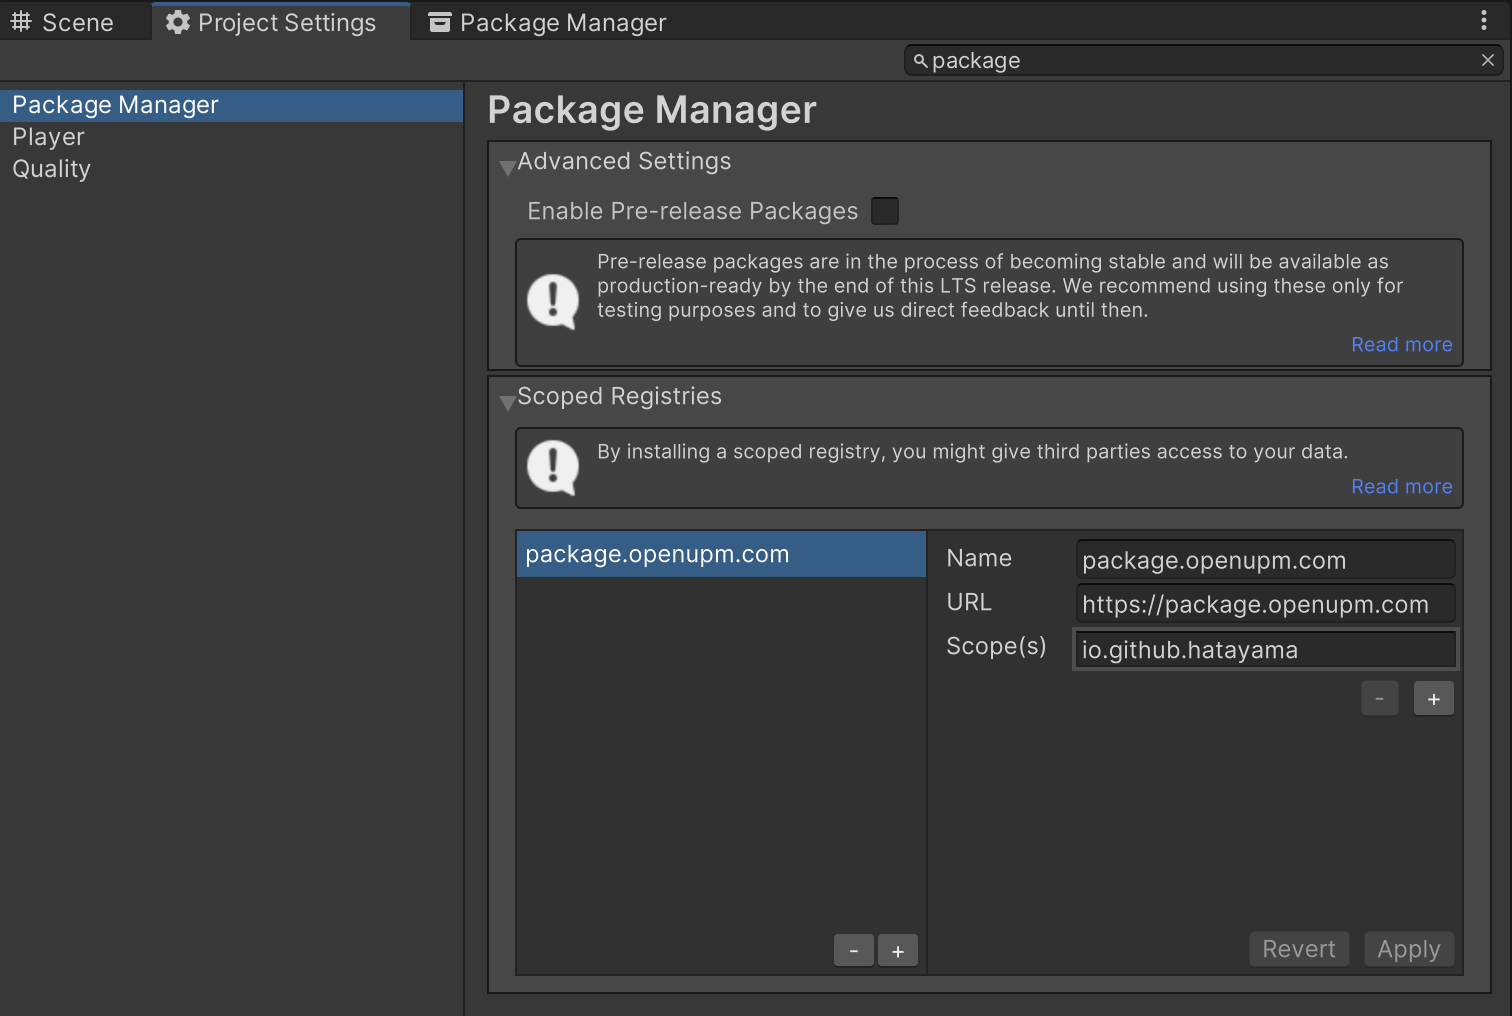 Scene
Project Settings
Package Manager
package
Package Manager
Player
Quality
Package Manager
Advanced Settings
Enable Pre-release Packages
Pre-release packages are in the process of becoming stable and will be available as
production-ready by the end of this LTS release. We recommend using these only for
testing purposes and to give us direct feedback until then.
Read more
Scoped Registries
By installing a scoped registry, you might give third parties access to your data.
Read more
package.openupm.com
Name
package.openupm.com
URL
https://package.openupm.com
Scope(s)
io.github.hatayama
- +
- +
Revert
Apply